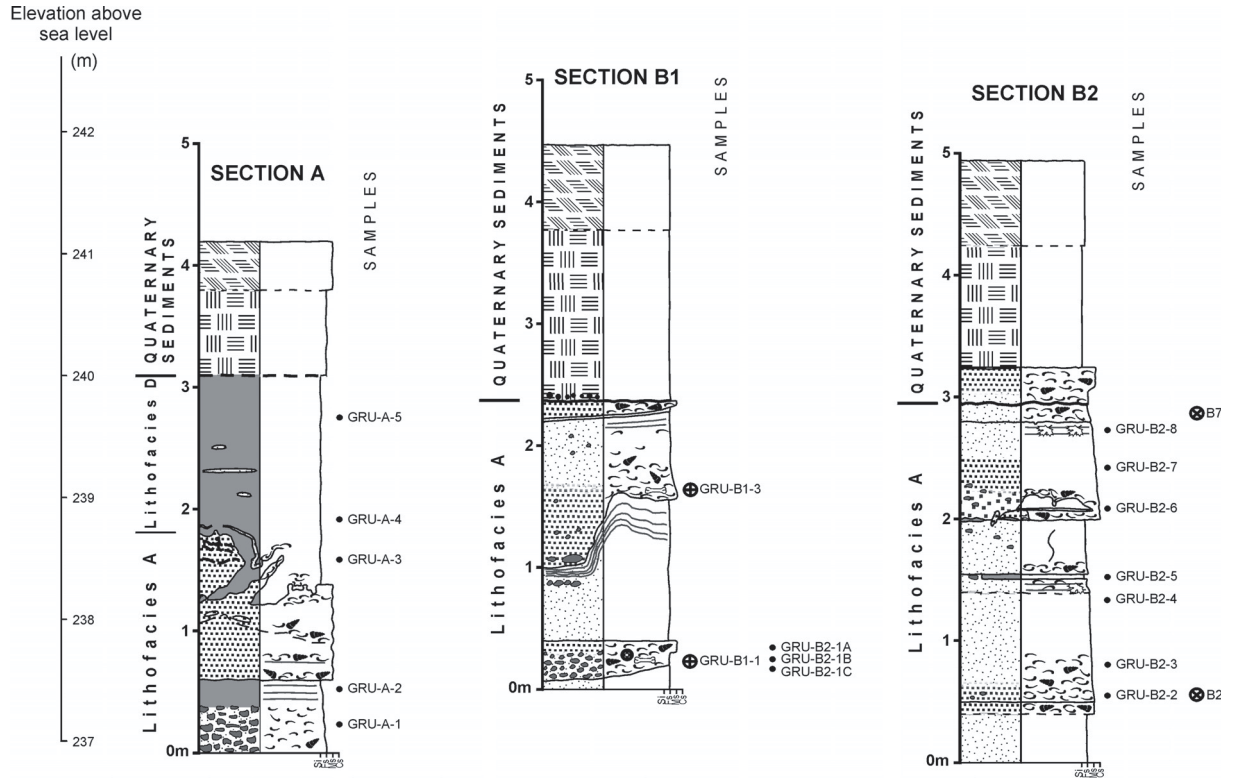 Elevation above
sea level
(m)
242
241
240
239
238
237
SECTION A
SAMPLES
QUATERNARY
SEDIMENTS
Lithofacies D
Lithofacies A
5
4
3
2
1
0m
GRU-A-5
GRU-A-4
GRU-A-3
GRU-A-2
GRU-A-1
SECTION B1
SAMPLES
QUATERNARY SEDIMENTS
Lithofacies A
5
4
3
2
1
0m
GRU-B1-3
GRU-B1-1
GRU-B2-1A
GRU-B2-1B
GRU-B2-1C
SECTION B2
SAMPLES
QUATERNARY SEDIMENTS
Lithofacies A
5
4
3
2
1
0m
B7
GRU-B2-8
GRU-B2-7
GRU-B2-6
GRU-B2-5
GRU-B2-4
GRU-B2-3
GRU-B2-2
B2